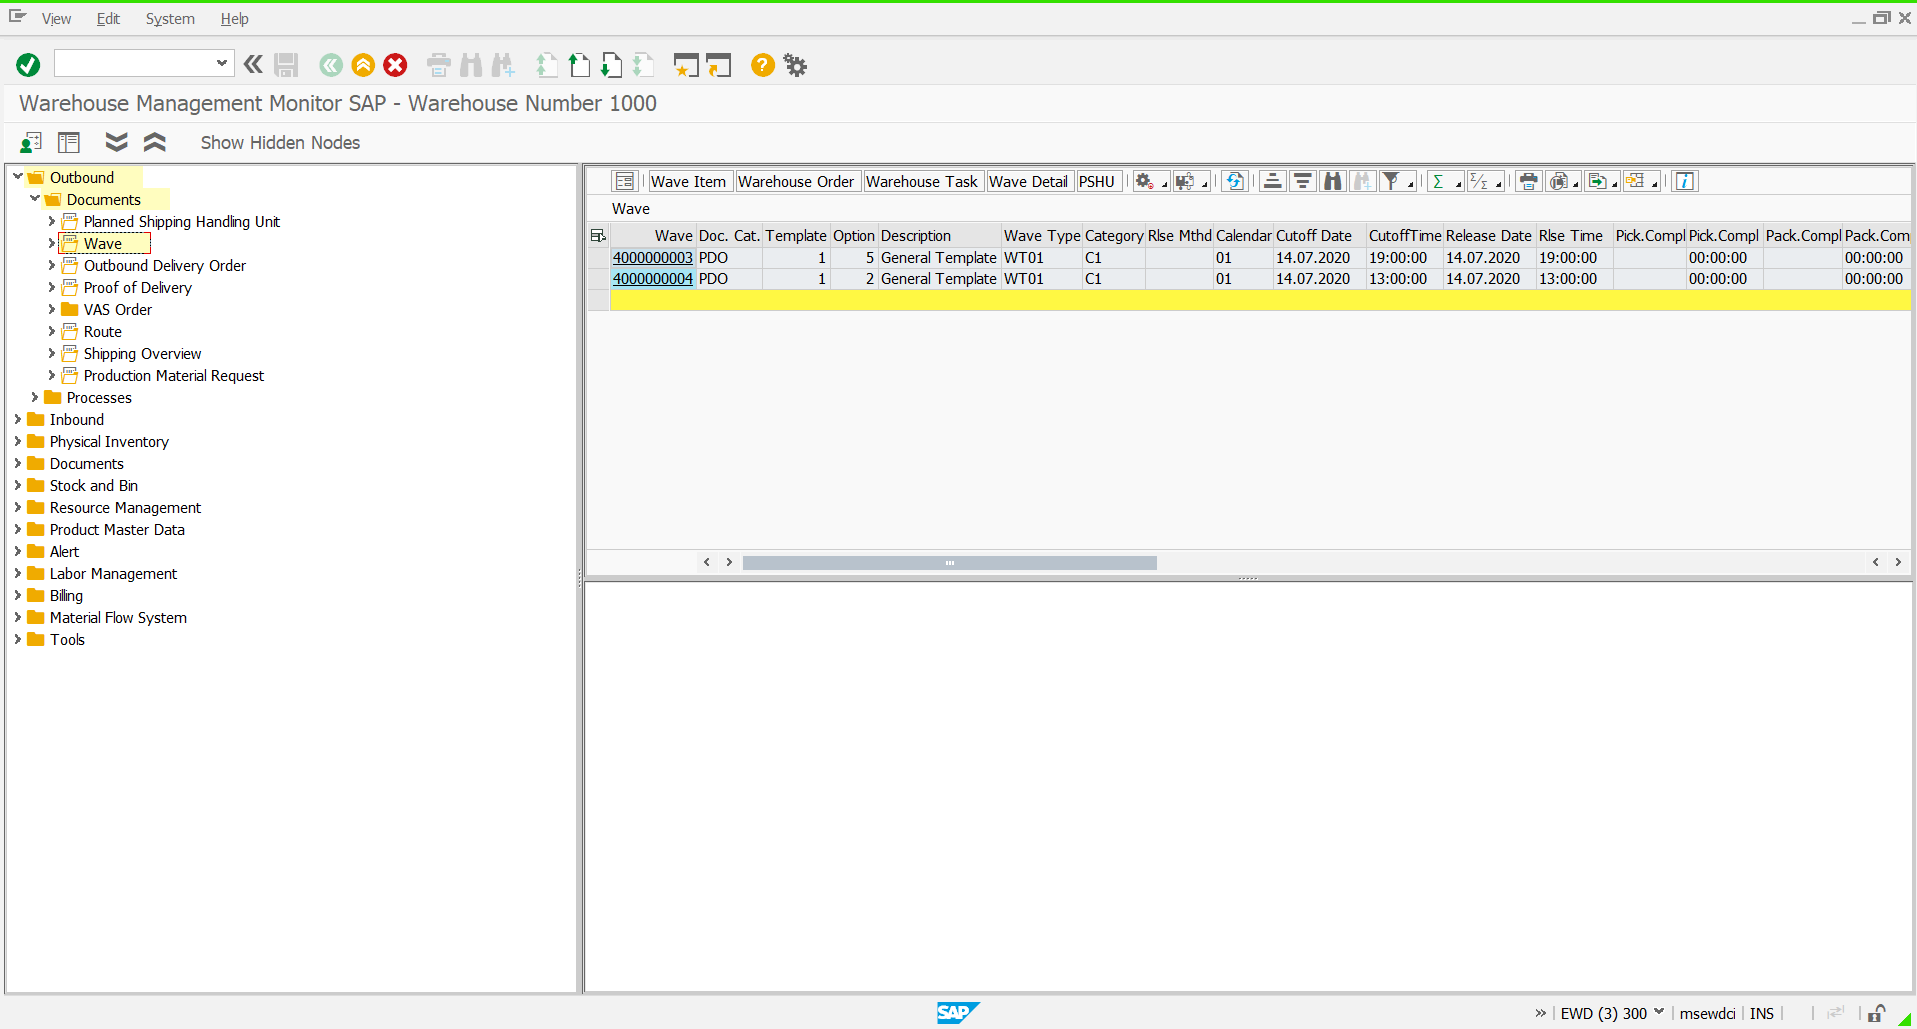 View Edit System Help
Warehouse Management Monitor SAP - Warehouse Number 1000
Show Hidden Nodes
Outbound
Documents
Planned Shipping Handling Unit
Wave
Outbound Delivery Order
Proof of Delivery
VAS Order
Route
Shipping Overview
Production Material Request
Processes
Inbound
Physical Inventory
Documents
Stock and Bin
Resource Management
Product Master Data
Alert
Labor Management
Billing
Material Flow System
Tools
Wave Item Warehouse Order Warehouse Task Wave Detail PSHU
Wave
Wave Doc. Cat. Template Option Description Wave Type Category Rlse Mthd Calendar Cutoff Date CutoffTime Release Date Rlse Time Pick.Compl Pick.Compl Pack.Compl Pack.Com
4000000003 PDO 1 5 General Template WT01 C1 01 14.07.2020 19:00:00 14.07.2020 19:00:00 00:00:00 00:00:00
4000000004 PDO 1 2 General Template WT01 C1 01 14.07.2020 13:00:00 14.07.2020 13:00:00 00:00:00 00:00:00
SAP
EWD (3) 300 msewdci INS